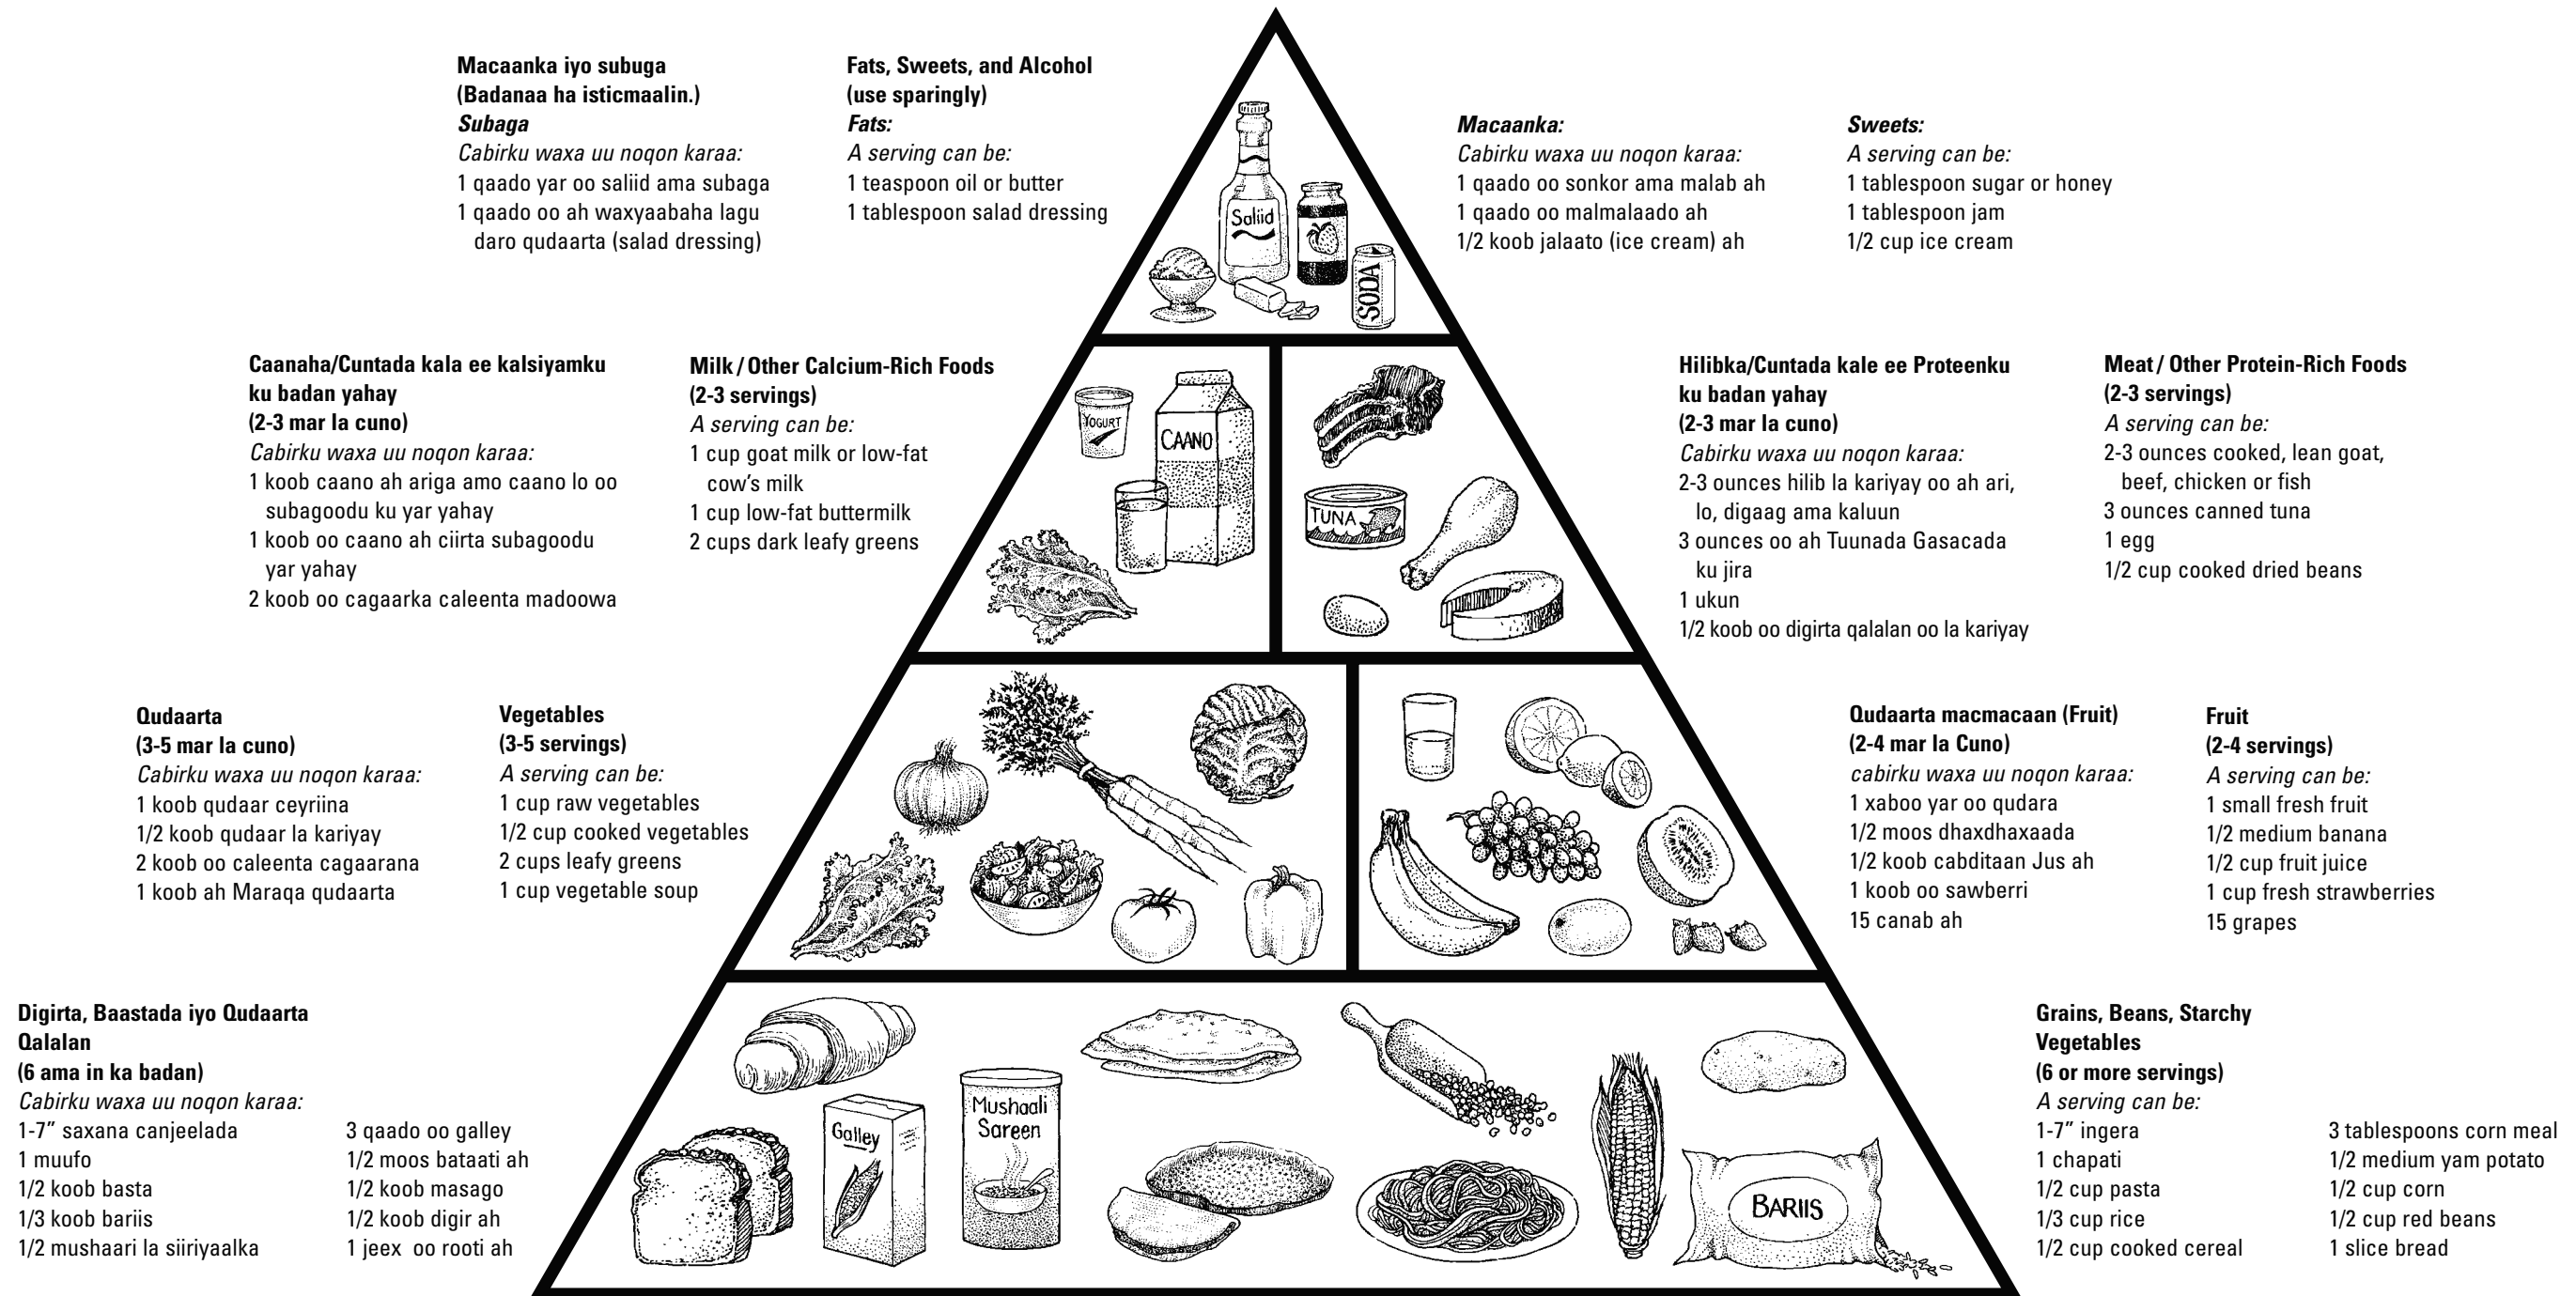 Macaanka iyo subuga
(Badanaa ha isticmaalin.)
Subaga
Cabirku waxa uu noqon karaa:
1 qaado yar oo saliid ama subaga
1 qaado oo ah waxyaabaha lagu
daro qudaarta (salad dressing)
Fats, Sweets, and Alcohol
(use sparingly)
Fats:
A serving can be:
1 teaspoon oil or butter
1 tablespoon salad dressing
Saliid
SODA
Macaanka:
Cabirku waxa uu noqon karaa:
1 qaado oo sonkor ama malab ah
1 qaado oo malmalaado ah
1/2 koob jalaato (ice cream) ah
Sweets:
A serving can be:
1 tablespoon sugar or honey
1 tablespoon jam
1/2 cup ice cream
Caanaha/Cuntada kala ee kalsiyamku
ku badan yahay
(2-3 mar la cuno)
Cabirku waxa uu noqon karaa:
1 koob caano ah ariga amo caano lo oo
subagoodu ku yar yahay
1 koob oo caano ah ciirta subagoodu
yar yahay
2 koob oo cagaarka caleenta madoowa
Milk / Other Calcium-Rich Foods
(2-3 servings)
A serving can be:
1 cup goat milk or low-fat
cow's milk
1 cup low-fat buttermilk
2 cups dark leafy greens
YOGURT
CAANO
TUNA
Hilibka/Cuntada kale ee Proteenku
ku badan yahay
(2-3 mar la cuno)
Cabirku waxa uu noqon karaa:
2-3 ounces hilib la kariyay oo ah ari,
lo, digaag ama kaluun
3 ounces oo ah Tuunada Gasacada
ku jira
1 ukun
1/2 koob oo digirta qalalan oo la kariyay
Meat / Other Protein-Rich Foods
(2-3 servings)
A serving can be:
2-3 ounces cooked, lean goat,
beef, chicken or fish
3 ounces canned tuna
1 egg
1/2 cup cooked dried beans
Qudaarta
(3-5 mar la cuno)
Cabirku waxa uu noqon karaa:
1 koob qudaar ceyriina
1/2 koob qudaar la kariyay
2 koob oo caleenta cagaarana
1 koob ah Maraqa qudaarta
Vegetables
(3-5 servings)
A serving can be:
1 cup raw vegetables
1/2 cup cooked vegetables
2 cups leafy greens
1 cup vegetable soup
Qudaarta macmacaan (Fruit)
(2-4 mar la Cuno)
cabirku waxa uu noqon karaa:
1 xaboo yar oo qudara
1/2 moos dhaxdhaxaada
1/2 koob cabditaan Jus ah
1 koob oo sawberri
15 canab ah
Fruit
(2-4 servings)
A serving can be:
1 small fresh fruit
1/2 medium banana
1/2 cup fruit juice
1 cup fresh strawberries
15 grapes
Digirta, Baastada iyo Qudaarta
Qalalan
(6 ama in ka badan)
Cabirku waxa uu noqon karaa:
1-7” saxana canjeelada
1 muufo
1/2 koob basta
1/3 koob bariis
1/2 mushaari la siiriyaalka
3 qaado oo galley
1/2 moos bataati ah
1/2 koob masago
1/2 koob digir ah
1 jeex oo rooti ah
Galley
Mushaali
Sareen
BARIIS
Grains, Beans, Starchy
Vegetables
(6 or more servings)
A serving can be:
1-7” ingera
1 chapati
1/2 cup pasta
1/3 cup rice
1/2 cup cooked cereal
3 tablespoons corn meal
1/2 medium yam potato
1/2 cup corn
1/2 cup red beans
1 slice bread